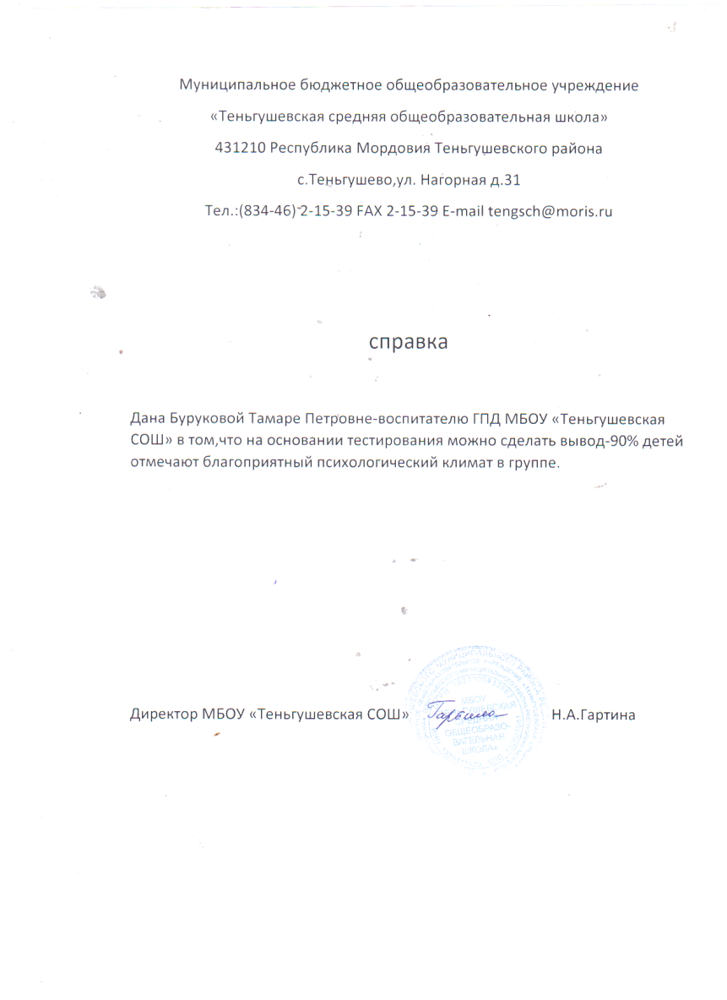 Муниципальное бюджетное общеобразовательное учреждение
«Теньгушевская средняя общеобразовательная школа»
431210 Республика Мордовия Теньгушевского района
с.Теньгушево,ул. Нагорная д.31
Тел.:(834-46) 2-15-39 FAX 2-15-39 E-mail tengsch@moris.ru
справка
Дана Буруковой Тамаре Петровне-воспитателю ГПД МБОУ «Теньгушевская
СОШ» в том,что на основании тестирования можно сделать вывод-90% детей
отмечают благоприятный психологический климат в группе.
Директор МБОУ «Теньгушевская СОШ» Н.А.Гартина
МБОУ
СРЕДНЯЯ
ОБЩЕОБРАЗО-
ВАТЕЛЬНАЯ
ШКОЛА»